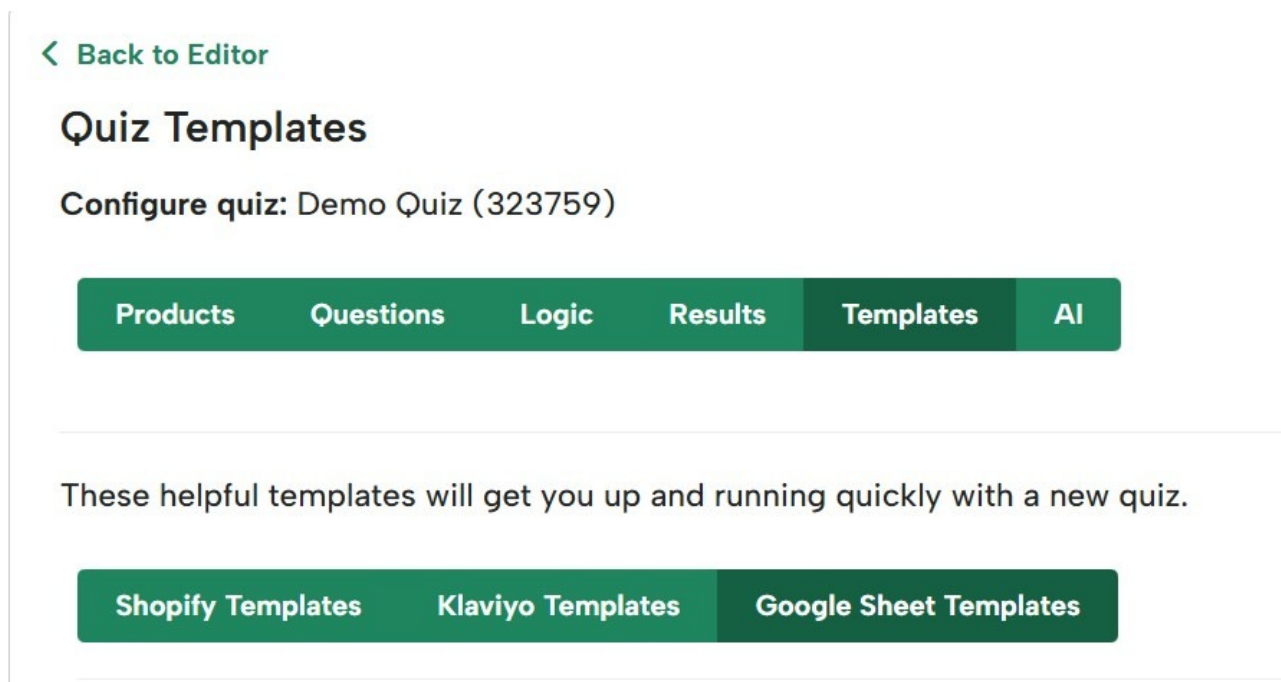 Back to Editor
Quiz Templates
Configure quiz: Demo Quiz (323759)
Products Questions Logic Results Templates AI
These helpful templates will get you up and running quickly with a new quiz.
Shopify Templates Klaviyo Templates Google Sheet Templates